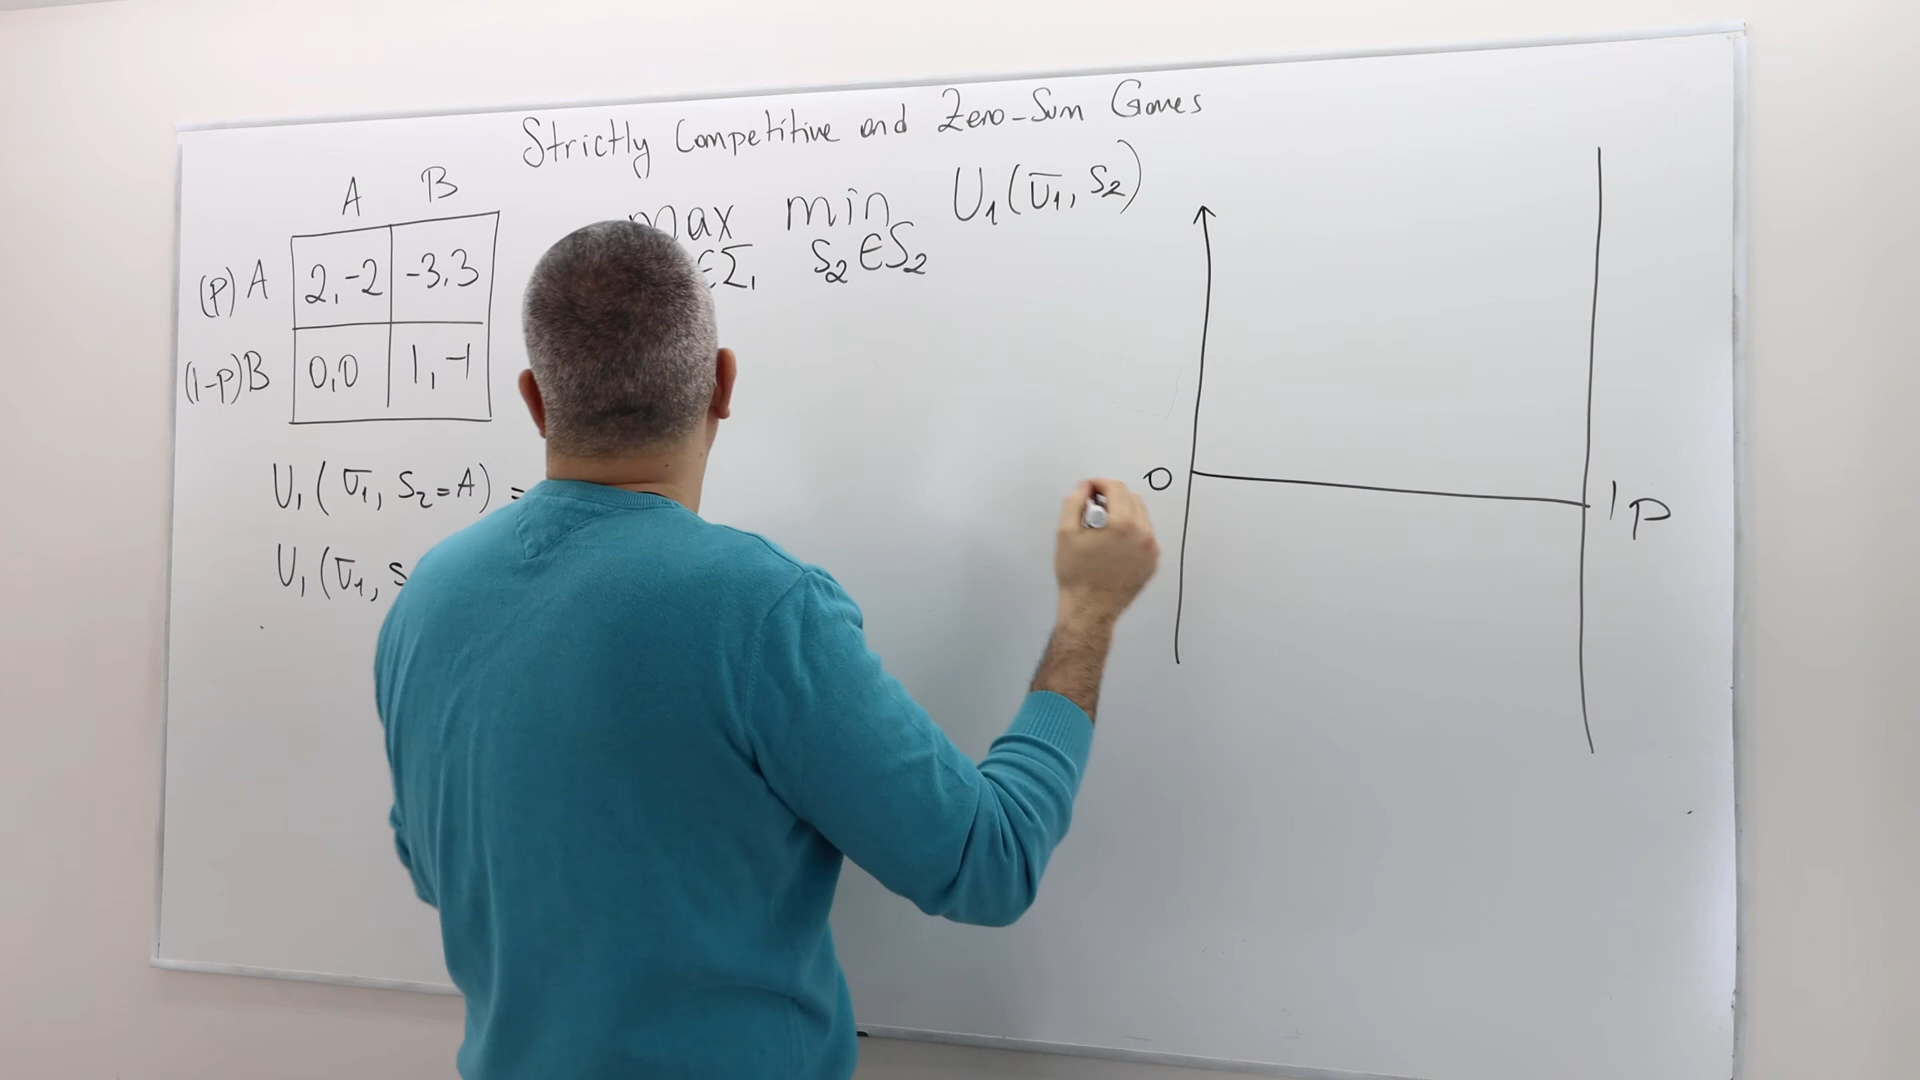 Strictly Competitive and Zero-Sum Games
A B
(p) A 2,-2 -3,3
(1-p) B 0,0 1,-1
max min U₁(σ₁, S₂)
∈Σ₁ S₂∈S₂
U₁(σ₁, S₂=A) =
U₁(σ₁, S
0 1 p